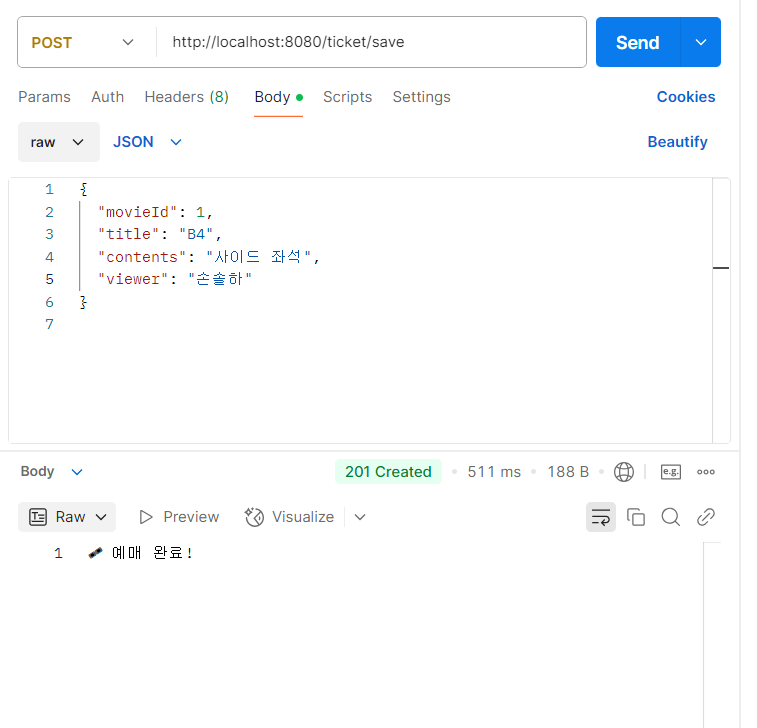 POST http://localhost:8080/ticket/save Send
Params Auth Headers (8) Body Scripts Settings Cookies
raw JSON Beautify
1 {
2 "movieId": 1,
3 "title": "B4",
4 "contents": "사이드 좌석",
5 "viewer": "손솔하"
6 }
7
Body 201 Created 511 ms 188 B e.g.
Raw Preview Visualize
1 예매 완료!